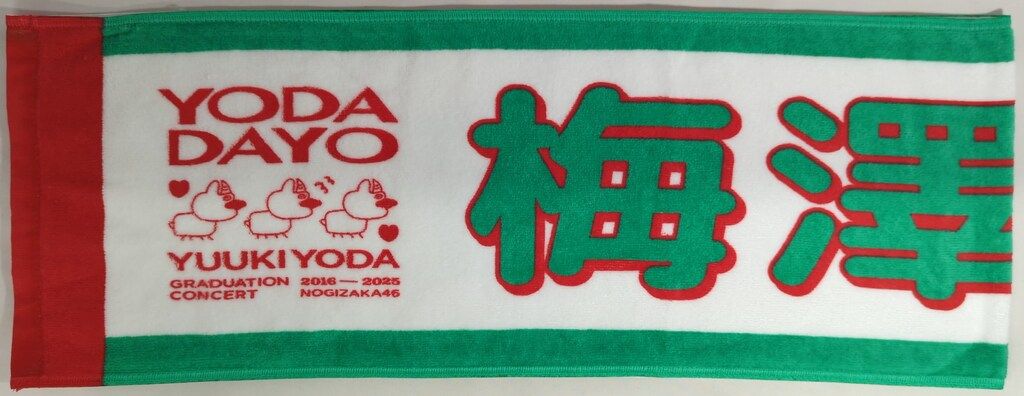 YODA
DAYO
YUUKI YODA
GRADUATION 2016 — 2025
CONCERT NOGIZAKA46
梅澤